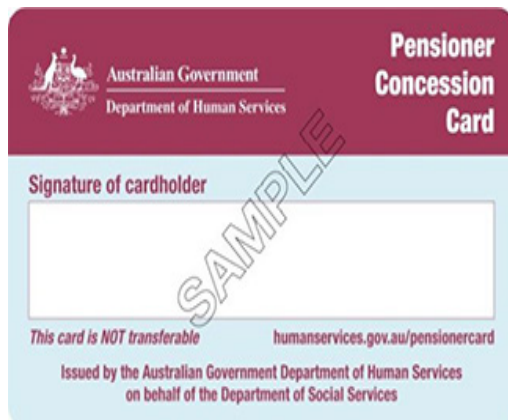 Australian Government
Department of Human Services
Pensioner
Concession
Card
Signature of cardholder
SAMPLE
This card is NOT transferable
humanservices.gov.au/pensionercard
Issued by the Australian Government Department of Human Services
on behalf of the Department of Social Services